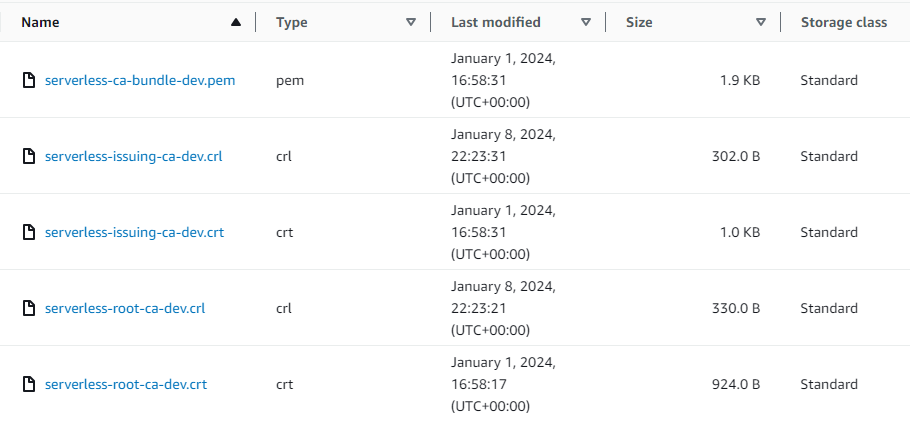 Name Type Last modified Size Storage class
January 1, 2024,
serverless-ca-bundle-dev.pem pem 16:58:31 1.9 KB Standard
(UTC+00:00)
January 8, 2024,
serverless-issuing-ca-dev.crl crl 22:23:31 302.0 B Standard
(UTC+00:00)
January 1, 2024,
serverless-issuing-ca-dev.crt crt 16:58:31 1.0 KB Standard
(UTC+00:00)
January 8, 2024,
serverless-root-ca-dev.crl crl 22:23:21 330.0 B Standard
(UTC+00:00)
January 1, 2024,
serverless-root-ca-dev.crt crt 16:58:17 924.0 B Standard
(UTC+00:00)